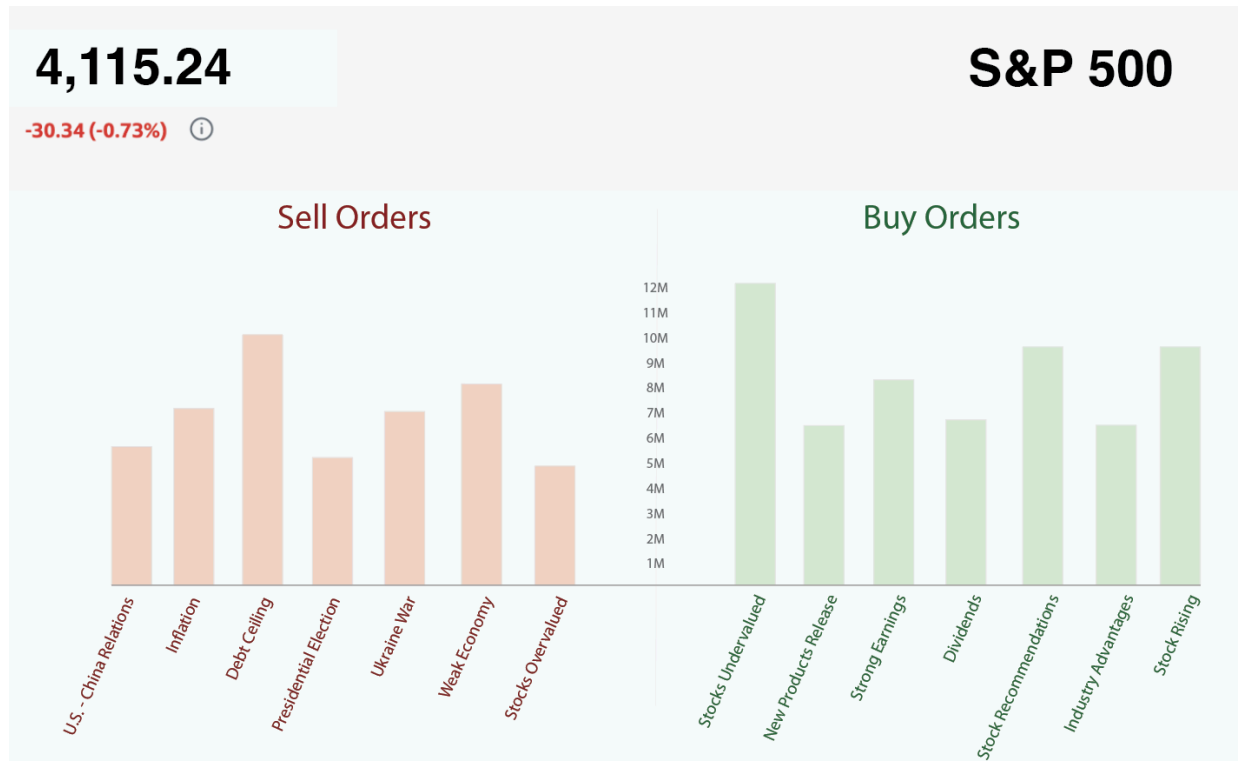 4,115.24
S&P 500
-30.34 (-0.73%)
Sell Orders
Buy Orders
12M
11M
10M
9M
8M
7M
6M
5M
4M
3M
2M
1M
U.S. - China Relations
Inflation
Debt Ceiling
Presidential Election
Ukraine War
Weak Economy
Stocks Overvalued
Stocks Undervalued
New Products Release
Strong Earnings
Dividends
Stock Recommendations
Industry Advantages
Stock Rising